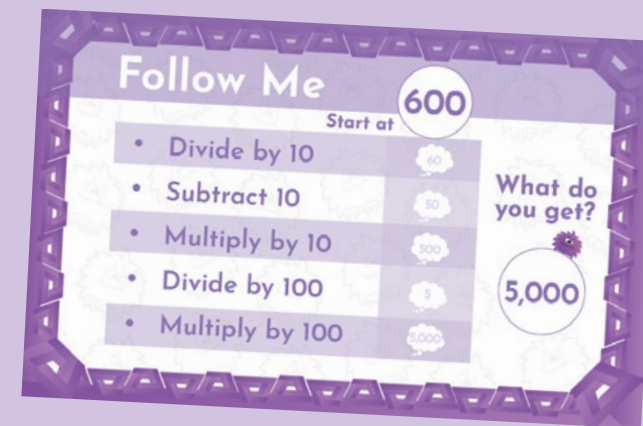 Follow Me
Start at 600
• Divide by 10 60
• Subtract 10 50
• Multiply by 10 500
• Divide by 100 5
• Multiply by 100 5,000
What do
you get?
5,000